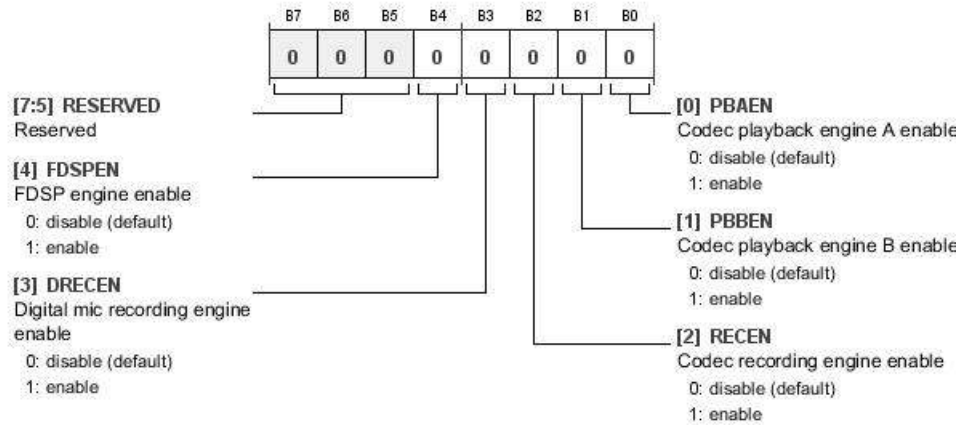 B7 B6 B5 B4 B3 B2 B1 B0
0 0 0 0 0 0 0 0
[7:5] RESERVED
Reserved
[4] FDSPEN
FDSP engine enable
0: disable (default)
1: enable
[3] DRECEN
Digital mic recording engine
enable
0: disable (default)
1: enable
[0] PBAEN
Codec playback engine A enable
0: disable (default)
1: enable
[1] PBBEN
Codec playback engine B enable
0: disable (default)
1: enable
[2] RECEN
Codec recording engine enable
0: disable (default)
1: enable